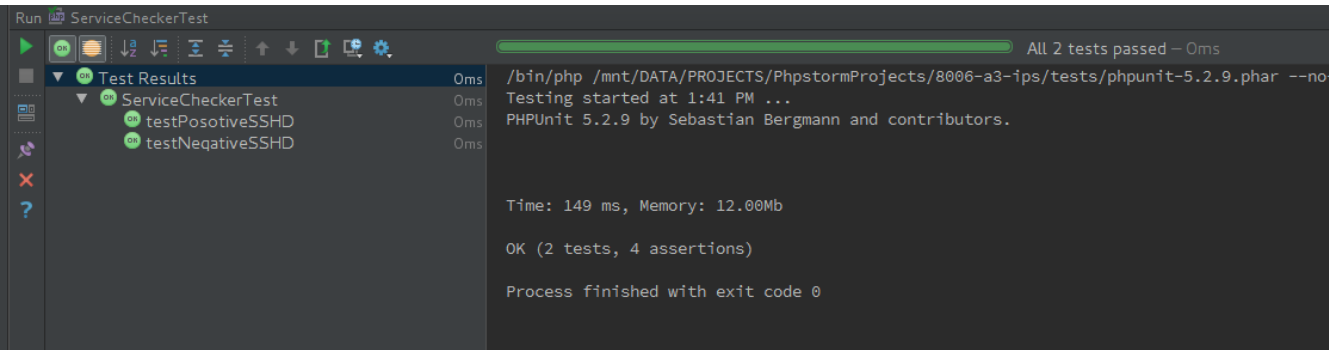 Run ServiceCheckerTest
All 2 tests passed – 0ms
Test Results 0ms
ServiceCheckerTest 0ms
testPosotiveSSHD 0ms
testNegativeSSHD 0ms
/bin/php /mnt/DATA/PROJECTS/PhpstormProjects/8006-a3-ips/tests/phpunit-5.2.9.phar --no-
Testing started at 1:41 PM ...
PHPUnit 5.2.9 by Sebastian Bergmann and contributors.
Time: 149 ms, Memory: 12.00Mb
OK (2 tests, 4 assertions)
Process finished with exit code 0